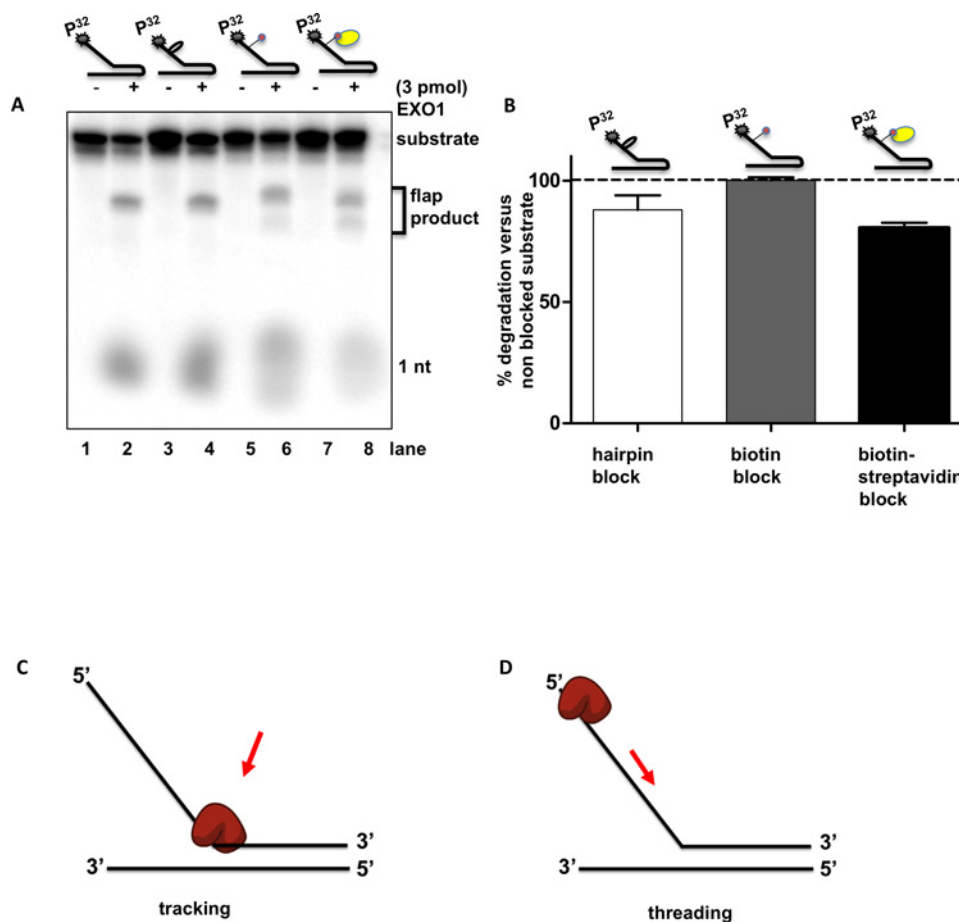 P32 P32 P32 P32
- + - + - + - + (3 pmol)
A EXO1
substrate
flap
product
1 nt
1 2 3 4 5 6 7 8 lane
B
P32 P32 P32
% degradation versus
non blocked substrate
100
50
0
hairpin
block
biotin
block
biotin-
streptavidin
block
C
5’
3’
3’ 5’
tracking
D
5’
3’
3’ 5’
threading